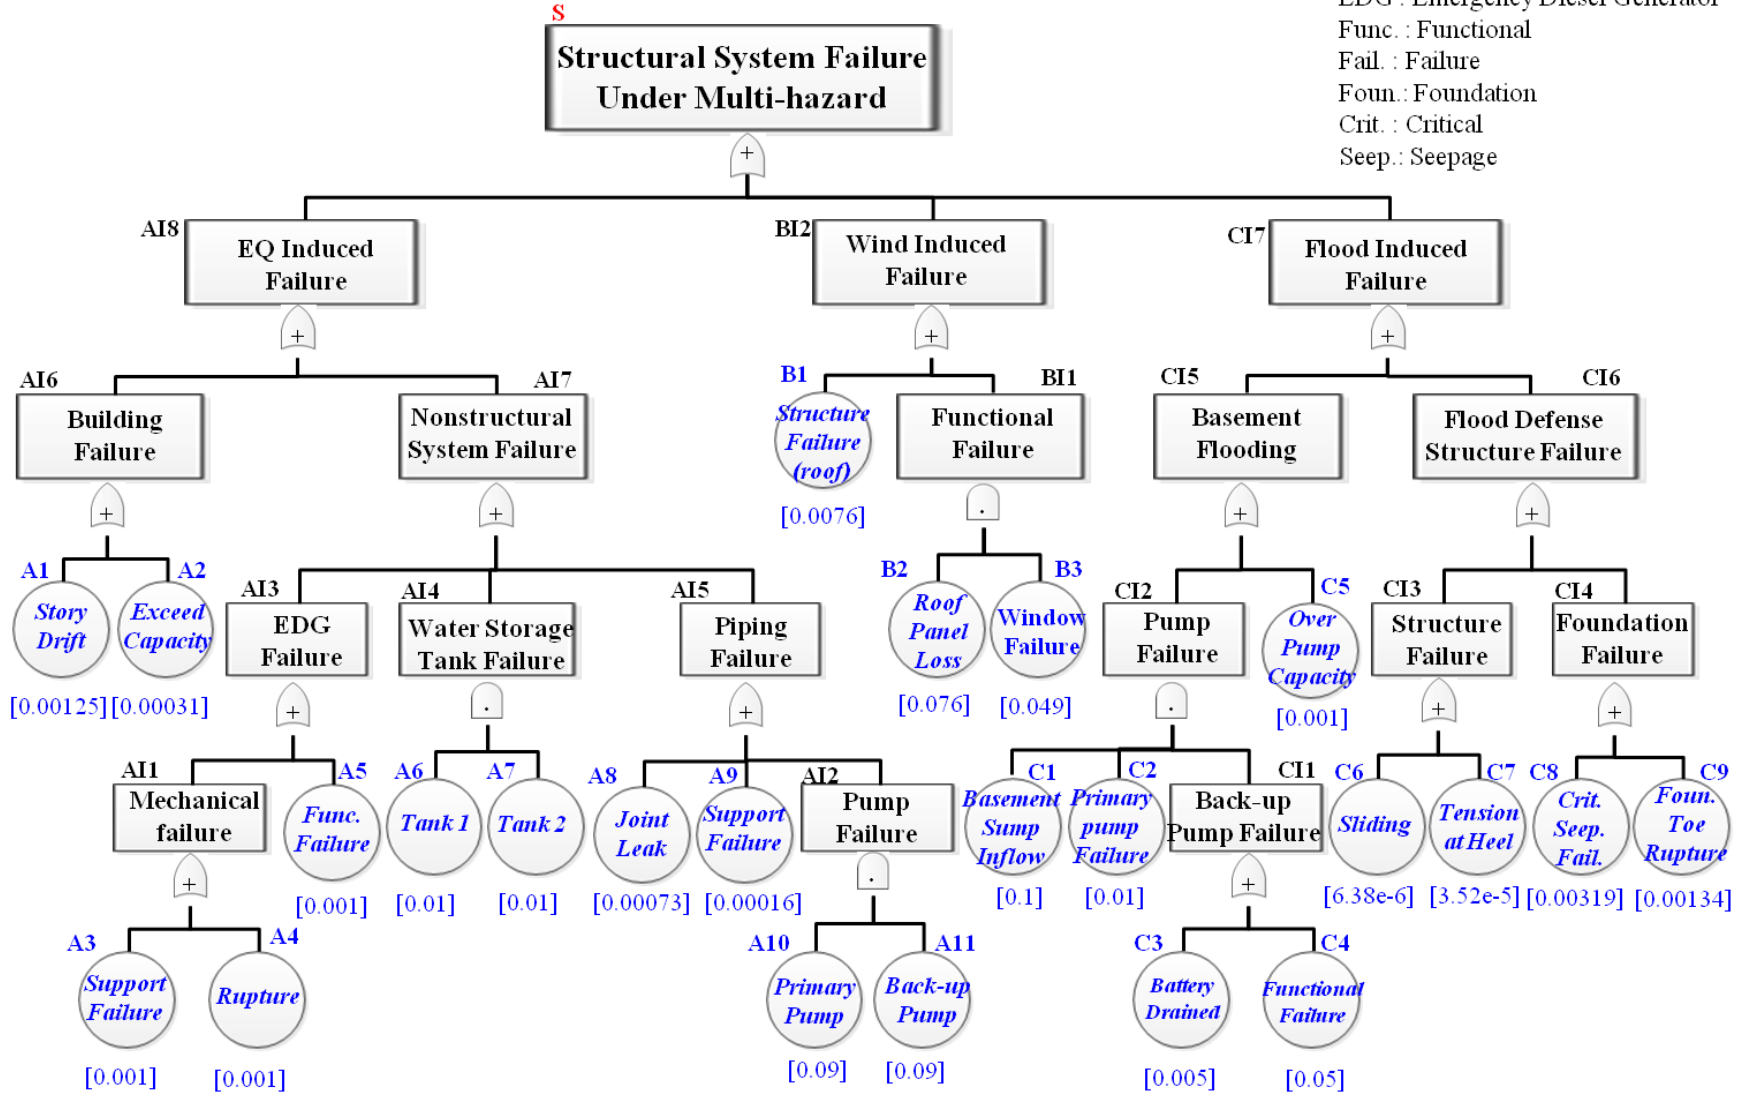 EDG : Emergency Diesel Generator
Func. : Functional
Fail. : Failure
Foun.: Foundation
Crit. : Critical
Seep.: Seepage
S
Structural System Failure
Under Multi-hazard
+
AI8
EQ Induced
Failure
+
BI2
Wind Induced
Failure
+
CI7
Flood Induced
Failure
+
AI6
Building
Failure
+
AI7
Nonstructural
System Failure
+
B1
Structure
Failure
(roof)
[0.0076]
BI1
Functional
Failure
.
CI5
Basement
Flooding
+
CI6
Flood Defense
Structure Failure
+
A1
Story
Drift
[0.00125]
A2
Exceed
Capacity
[0.00031]
AI3
EDG
Failure
+
AI4
Water Storage
Tank Failure
.
AI5
Piping
Failure
+
B2
Roof
Panel
Loss
[0.076]
B3
Window
Failure
[0.049]
CI2
Pump
Failure
.
C5
Over
Pump
Capacity
[0.001]
CI3
Structure
Failure
+
CI4
Foundation
Failure
+
AI1
Mechanical
failure
+
A5
Func.
Failure
[0.001]
A6
Tank 1
[0.01]
A7
Tank 2
[0.01]
A8
Joint
Leak
[0.00073]
A9
Support
Failure
[0.00016]
AI2
Pump
Failure
.
C1
Basement
Sump
Inflow
[0.1]
C2
Primary
pump
Failure
[0.01]
CI1
Back-up
Pump Failure
+
C6
Sliding
[6.38e-6]
C7
Tension
at Heel
[3.52e-5]
C8
Crit.
Seep.
Fail.
[0.00319]
C9
Foun.
Toe
Rupture
[0.00134]
A3
Support
Failure
[0.001]
A4
Rupture
[0.001]
A10
Primary
Pump
[0.09]
A11
Back-up
Pump
[0.09]
C3
Battery
Drained
[0.005]
C4
Functional
Failure
[0.05]